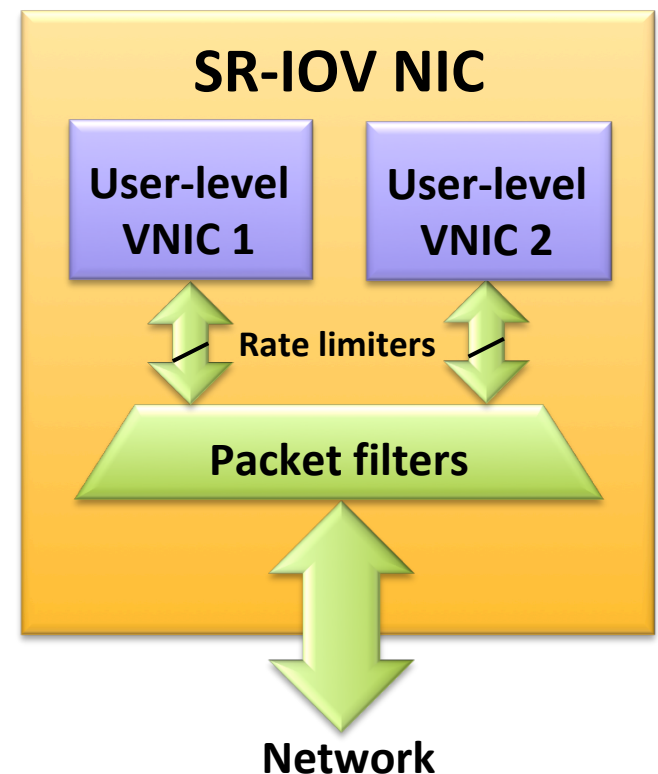 SR-IOV NIC
User-level
VNIC 1
User-level
VNIC 2
Rate limiters
Packet filters
Network